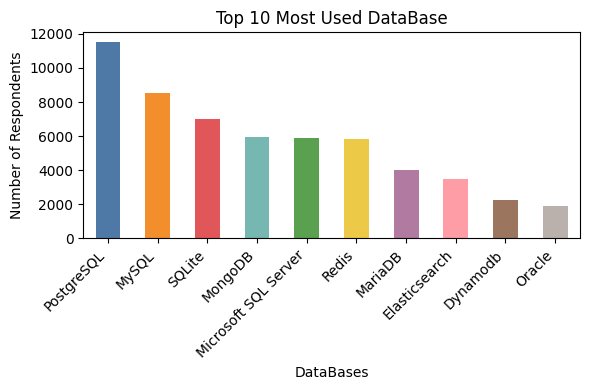 Top 10 Most Used DataBase
Number of Respondents
12000
10000
8000
6000
4000
2000
0
PostgreSQL
MySQL
SQLite
MongoDB
Microsoft SQL Server
Redis
MariaDB
Elasticsearch
Dynamodb
Oracle
DataBases